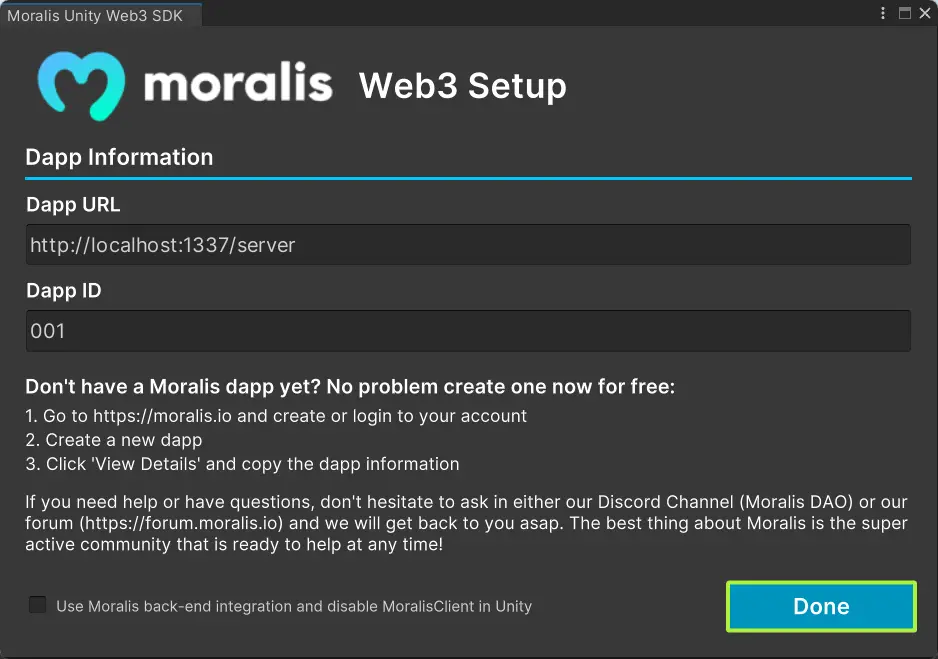 Moralis Unity Web3 SDK
moralis Web3 Setup
Dapp Information
Dapp URL
http://localhost:1337/server
Dapp ID
001
Don't have a Moralis dapp yet? No problem create one now for free:
1. Go to https://moralis.io and create or login to your account
2. Create a new dapp
3. Click 'View Details' and copy the dapp information
If you need help or have questions, don't hesitate to ask in either our Discord Channel (Moralis DAO) or our
forum (https://forum.moralis.io) and we will get back to you asap. The best thing about Moralis is the super
active community that is ready to help at any time!
Use Moralis back-end integration and disable MoralisClient in Unity
Done